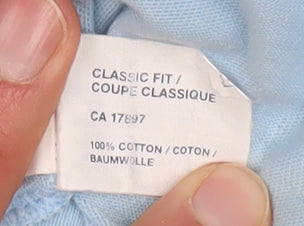 CLASSIC FIT /
COUPE CLASSIQUE
CA 17897
100% COTTON / COTON /
BAUMWOLLE